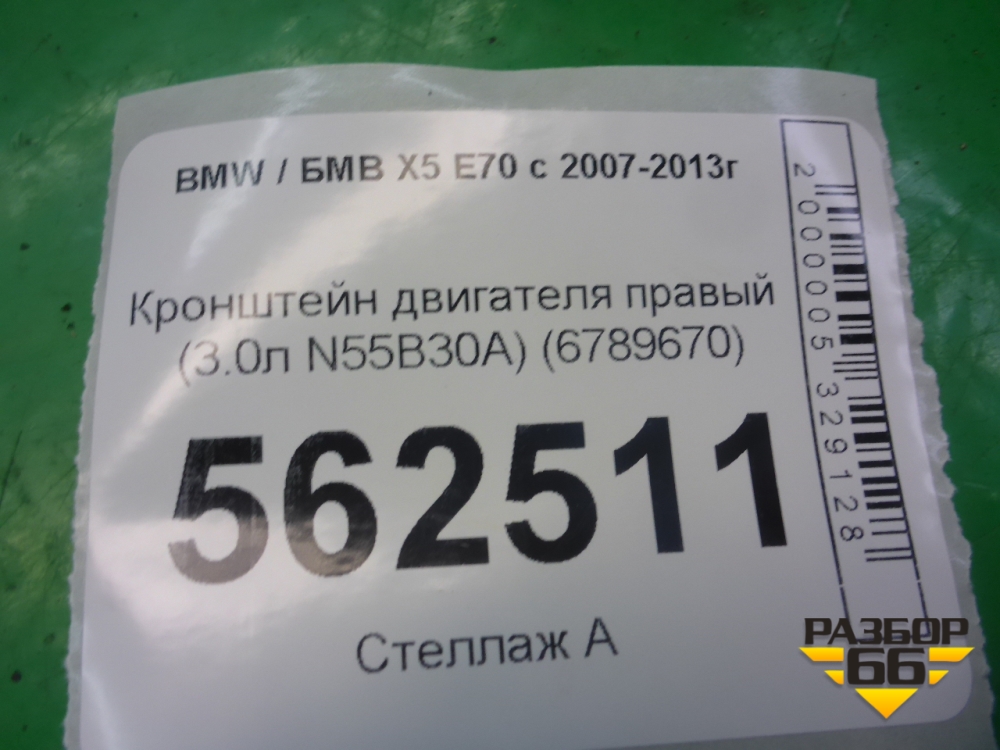 BMW / БМВ X5 E70 с 2007-2013г
Кронштейн двигателя правый
(3.0л N55B30A) (6789670)
562511
Стеллаж А
2000005329128
РАЗБОР
66